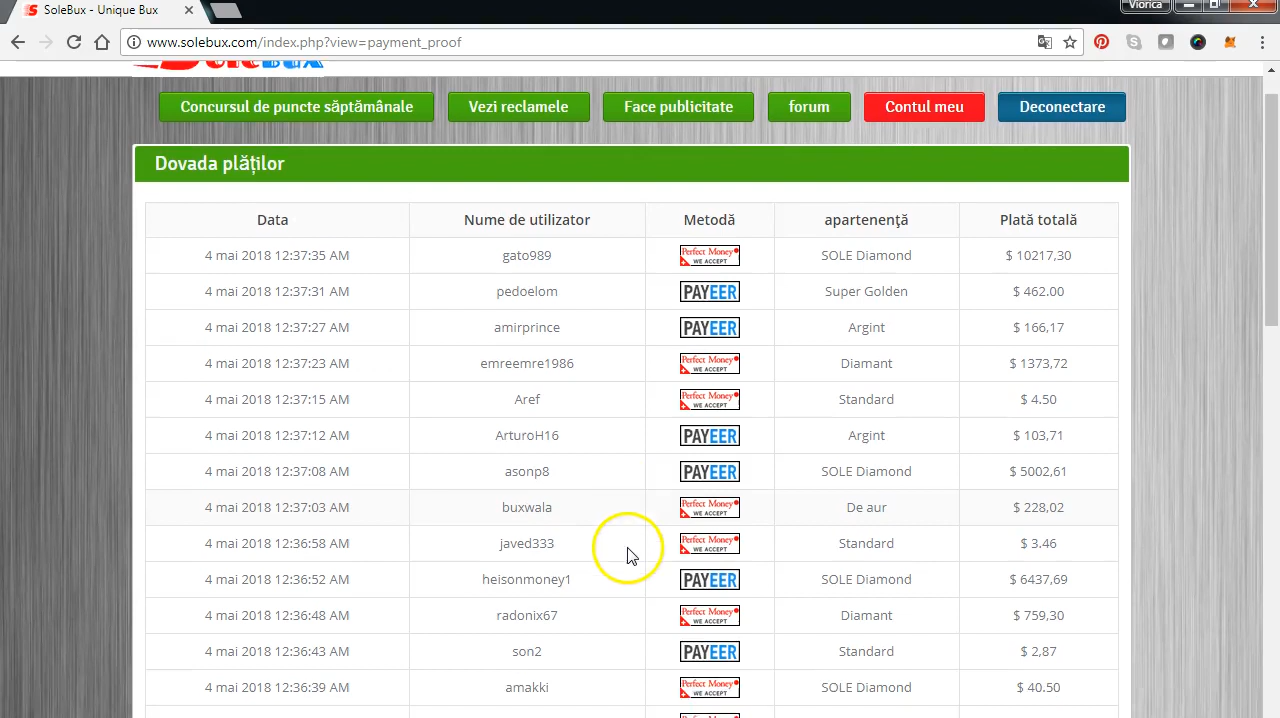 SoleBux - Unique Bux
Viorica
www.solebux.com/index.php?view=payment_proof
SoleBux
Concursul de puncte săptămânale Vezi reclamele Face publicitate forum Contul meu Deconectare
Dovada plăților
Data Nume de utilizator Metodă apartenenţă Plată totală
4 mai 2018 12:37:35 AM gato989 Perfect Money WE ACCEPT SOLE Diamond $ 10217,30
4 mai 2018 12:37:31 AM pedoelom PAYEER Super Golden $ 462.00
4 mai 2018 12:37:27 AM amirprince PAYEER Argint $ 166,17
4 mai 2018 12:37:23 AM emreemre1986 Perfect Money WE ACCEPT Diamant $ 1373,72
4 mai 2018 12:37:15 AM Aref Perfect Money WE ACCEPT Standard $ 4.50
4 mai 2018 12:37:12 AM ArturoH16 PAYEER Argint $ 103,71
4 mai 2018 12:37:08 AM asonp8 PAYEER SOLE Diamond $ 5002,61
4 mai 2018 12:37:03 AM buxwala Perfect Money WE ACCEPT De aur $ 228,02
4 mai 2018 12:36:58 AM javed333 Perfect Money WE ACCEPT Standard $ 3.46
4 mai 2018 12:36:52 AM heisonmoney1 PAYEER SOLE Diamond $ 6437,69
4 mai 2018 12:36:48 AM radonix67 Perfect Money WE ACCEPT Diamant $ 759,30
4 mai 2018 12:36:43 AM son2 PAYEER Standard $ 2,87
4 mai 2018 12:36:39 AM amakki Perfect Money WE ACCEPT SOLE Diamond $ 40.50